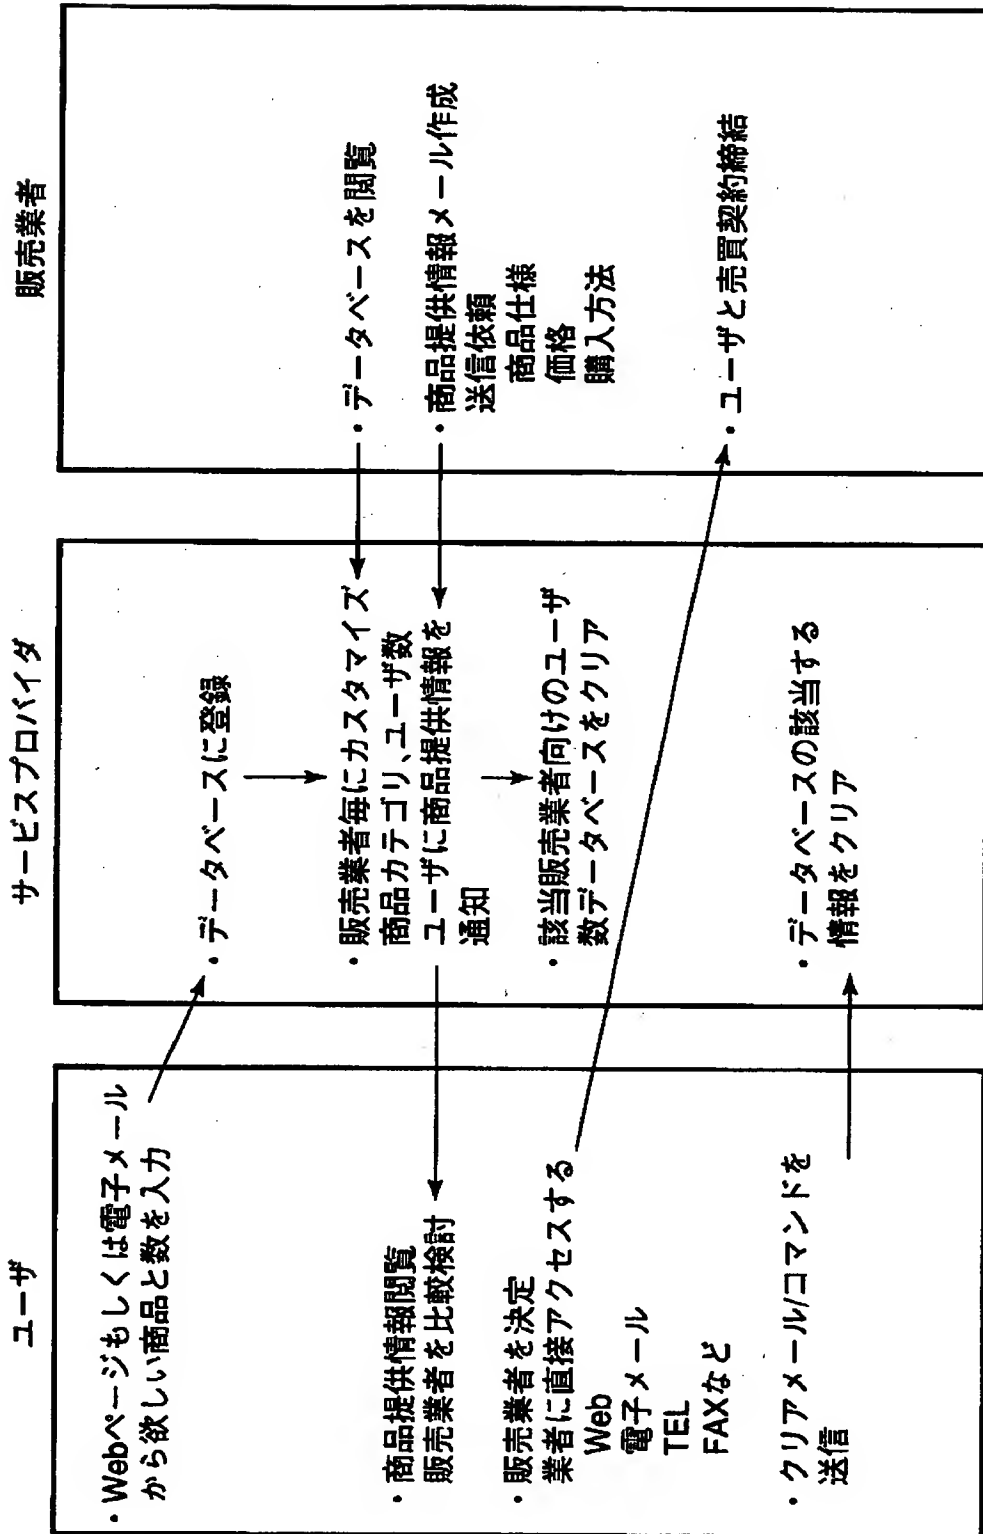 ユーザ
・Webページもしくは電子メール
から欲しい商品と数を入力
・商品提供情報閲覧
販売業者を比較検討
・販売業者を決定
業者に直接アクセスする
Web
電子メール
TEL
FAXなど
・クリアメール/コマンドを
送信
サービスプロバイダ
・データベースに登録
・販売業者毎にカスタマイズ
商品カテゴリ、ユーザ数
ユーザに商品提供情報を
通知
・該当販売業者向けのユーザ
数データベースをクリア
・データベースの該当する
情報をクリア
販売業者
・データベースを閲覧
・商品提供情報メール作成
送信依頼
商品仕様
価格
購入方法
・ユーザと売買契約締結